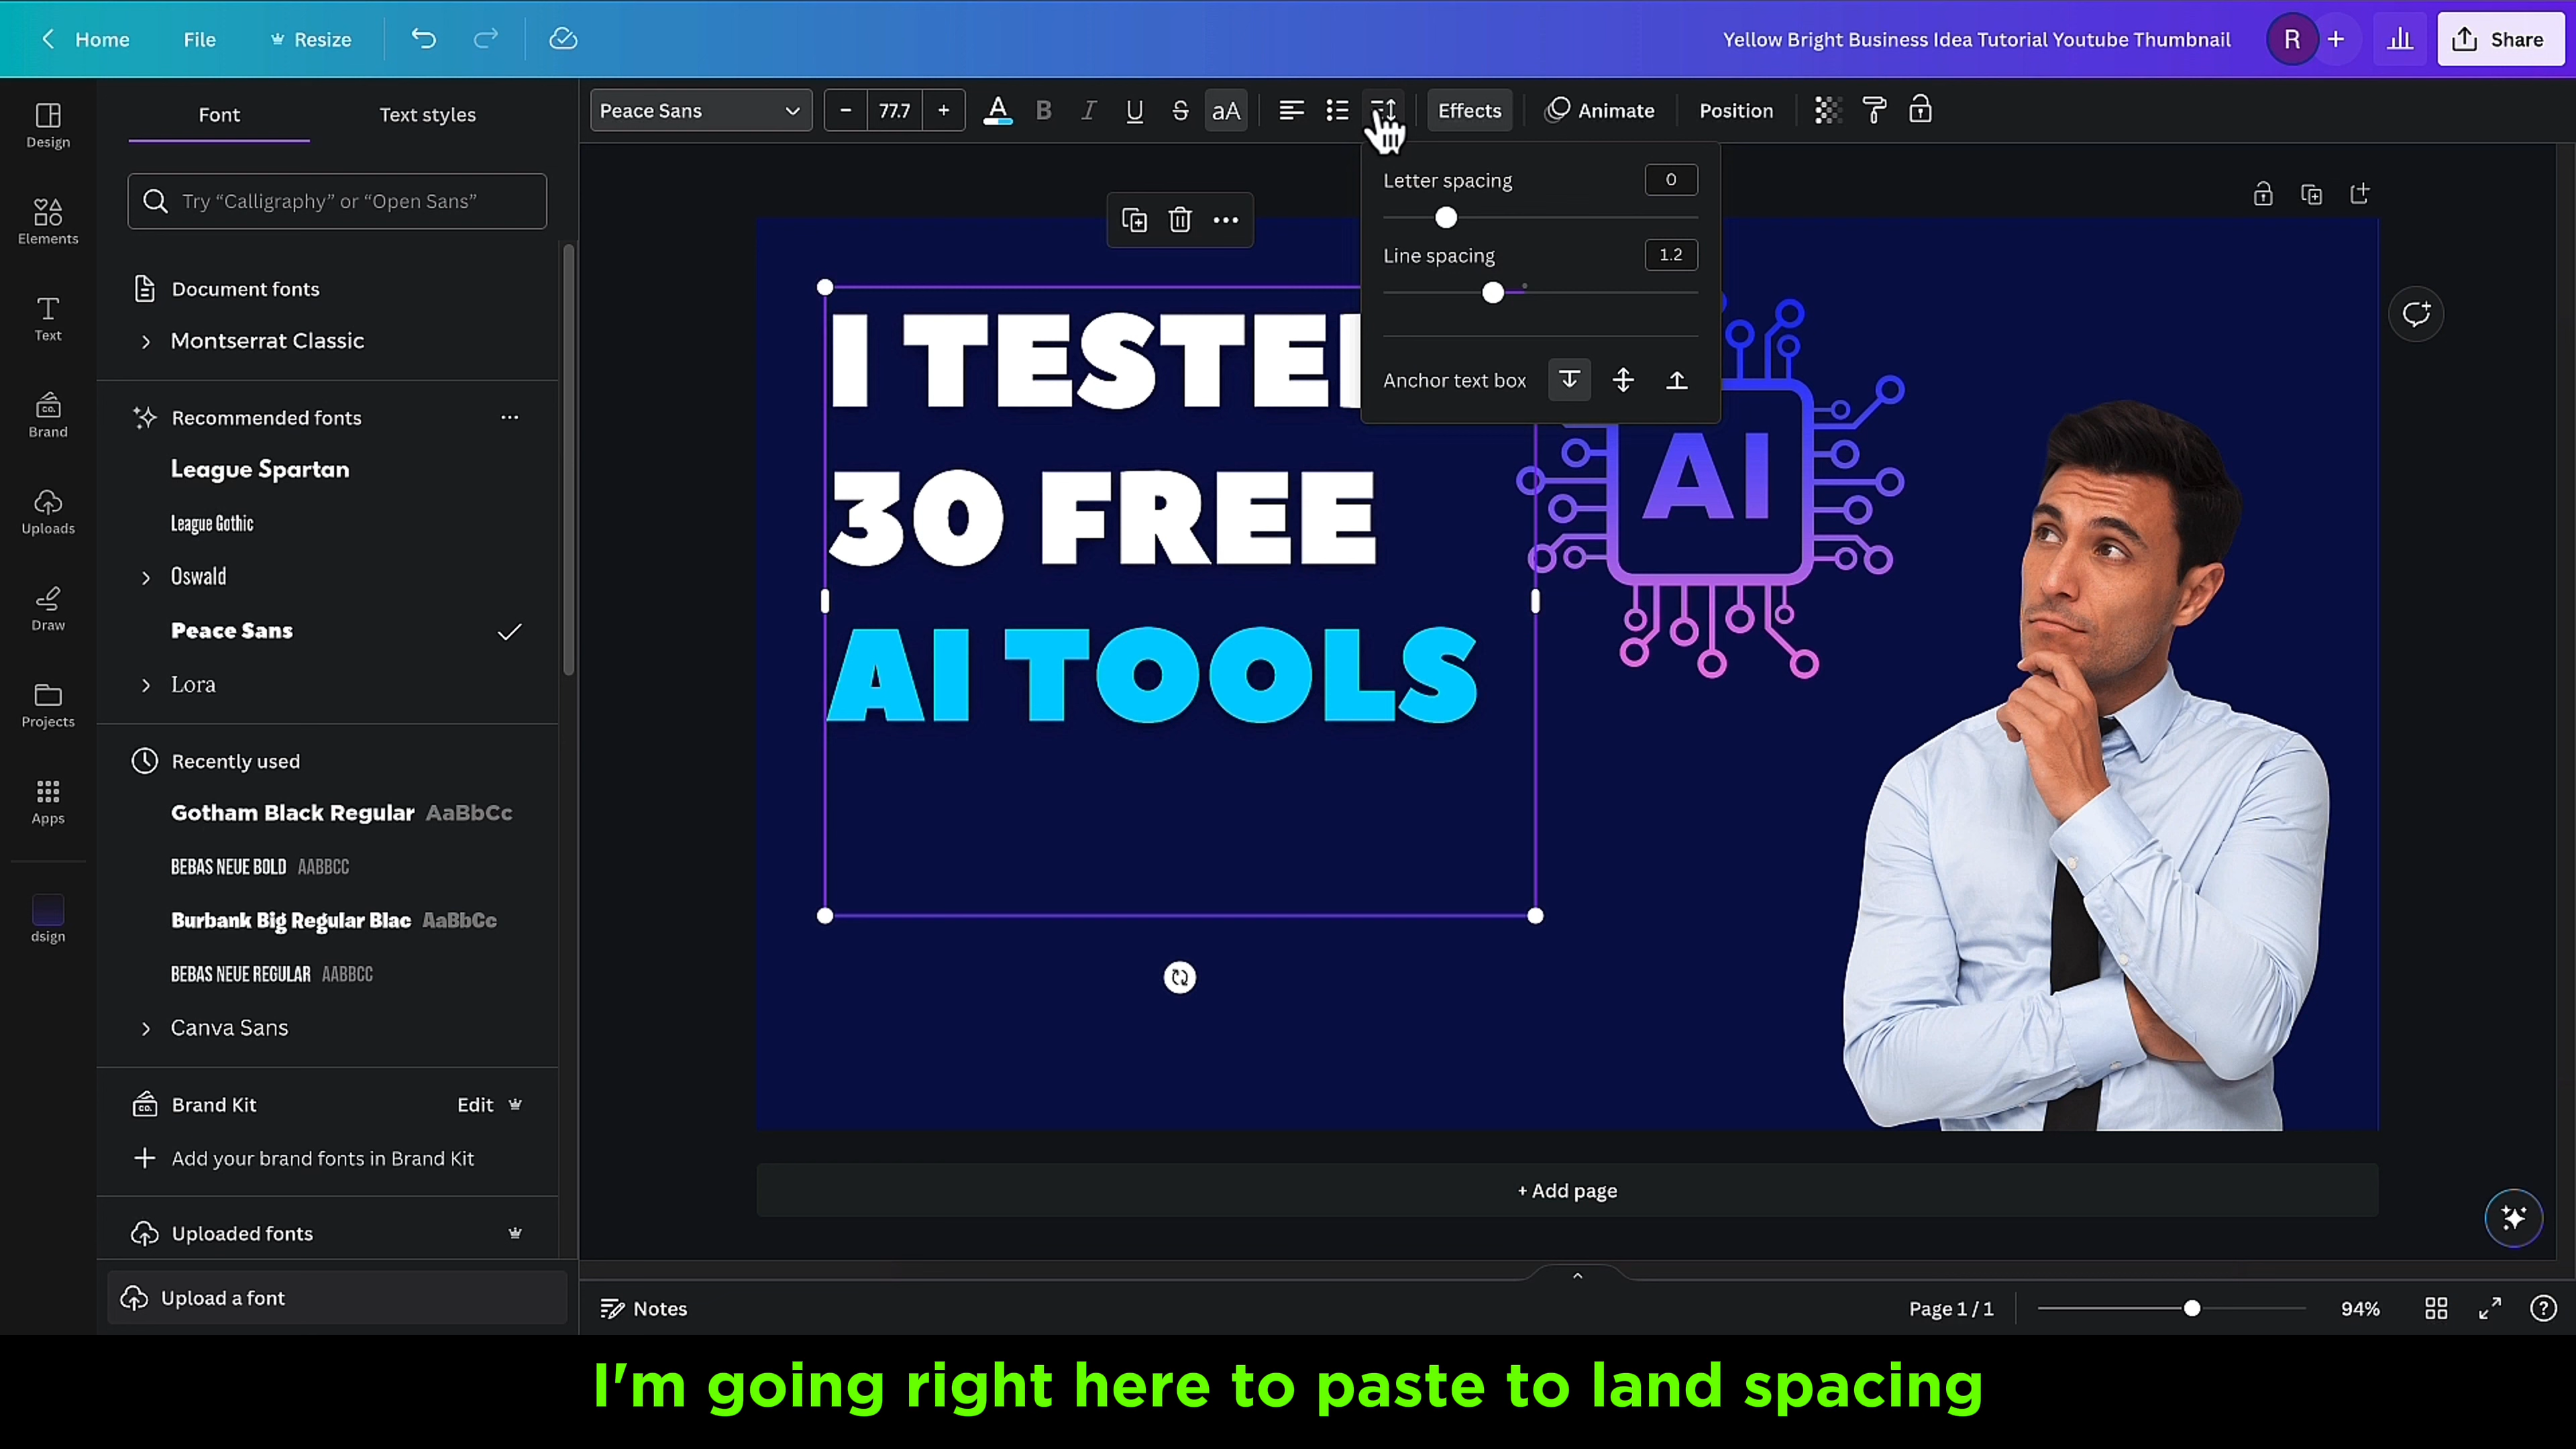 Home File Resize Yellow Bright Business Idea Tutorial Youtube Thumbnail R Share
Font Text styles
Peace Sans 77.7 A B I U S aA Effects Animate Position
Try “Calligraphy” or “Open Sans”
Design
Elements
Text
Brand
Uploads
Draw
Projects
Apps
dsign
Document fonts
Montserrat Classic
Recommended fonts
League Spartan
League Gothic
Oswald
Peace Sans
Lora
Recently used
Gotham Black Regular AaBbCc
BEBAS NEUE BOLD AABBCC
Burbank Big Regular Blac AaBbCc
BEBAS NEUE REGULAR AABBCC
Canva Sans
Brand Kit Edit
Add your brand fonts in Brand Kit
Uploaded fonts
Upload a font
Letter spacing 0
Line spacing 1.2
Anchor text box
I TESTE
30 FREE
AI TOOLS
AI
+ Add page
Notes Page 1 / 1 94%
I'm going right here to paste to land spacing